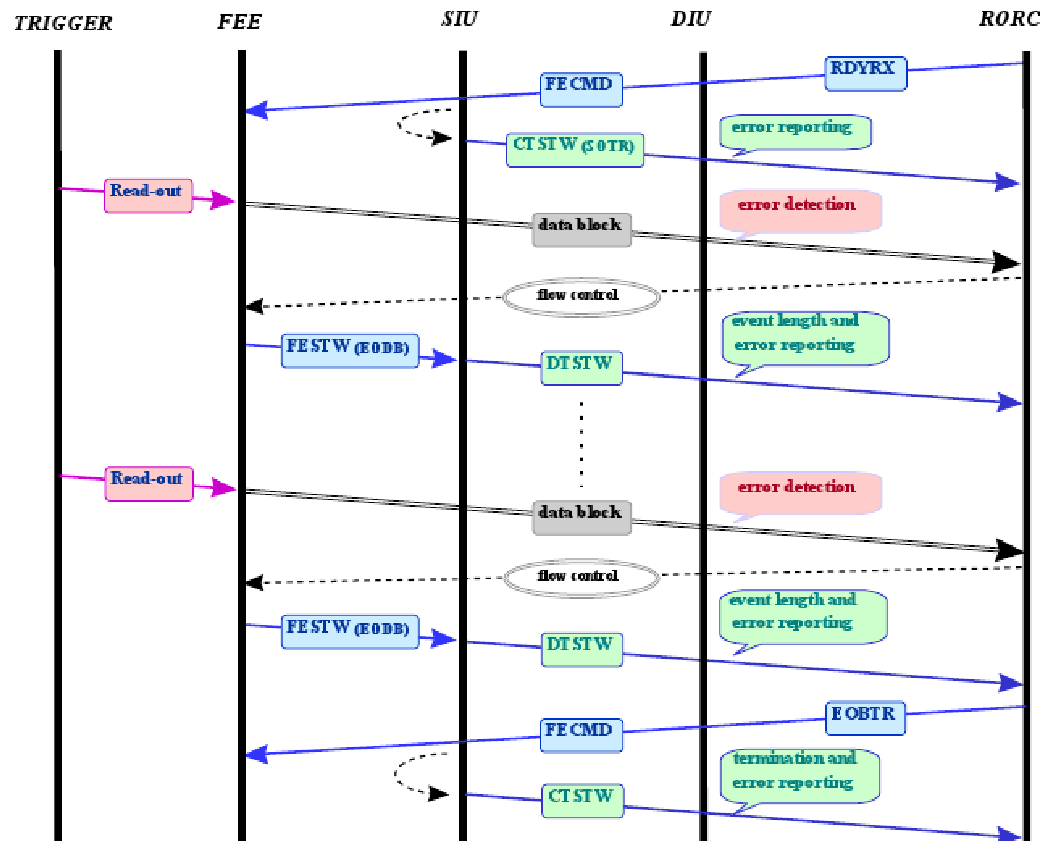 TRIGGER FEE SIU DIU RORC
RDYRX
FECMD
error reporting
CTSTW (SOTR)
Read-out
error detection
data block
flow control
event length and
error reporting
FESTW (EODB)
DTSTW
Read-out
error detection
data block
flow control
event length and
error reporting
FESTW (EODB)
DTSTW
EOBTR
FECMD
termination and
error reporting
CTSTW